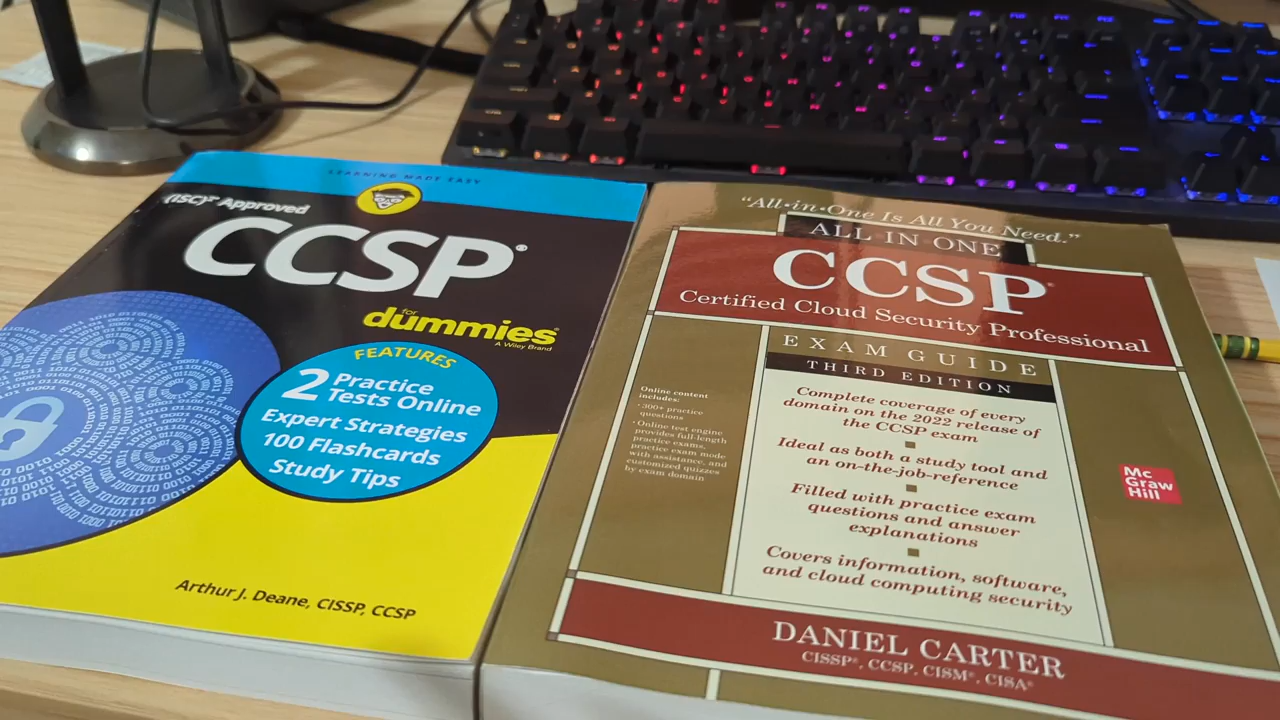 LEARNING MADE EASY
(ISC)² Approved
CCSP®
for
dummies®
A Wiley Brand
FEATURES
2 Practice
Tests Online
Expert Strategies
100 Flashcards
Study Tips
Arthur J. Deane, CISSP, CCSP
"All-in-One Is All You Need."
ALL IN ONE
CCSP®
Certified Cloud Security Professional
EXAM GUIDE
THIRD EDITION
Online content
includes:
• 300+ practice
questions
• Online test engine
provides full-length
practice exams,
practice exam mode
with assistance, and
customized quizzes
by exam domain
Complete coverage of every
domain on the 2022 release of
the CCSP exam
Ideal as both a study tool and
an on-the-job-reference
Filled with practice exam
questions and answer
explanations
Covers information, software,
and cloud computing security
Mc
Graw
Hill
DANIEL CARTER
CISSP®, CCSP, CISM®, CISA®